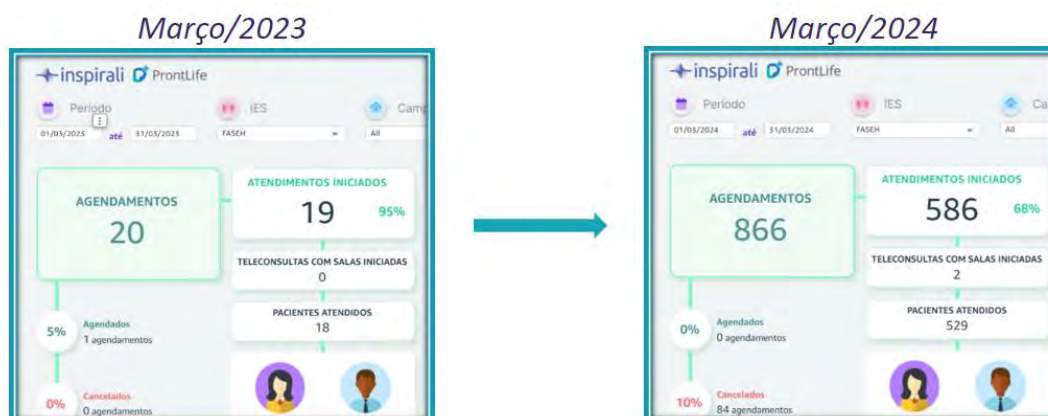 Março/2023
inspirali ProntLife
Período
IES
Camp
01/03/2023 até 31/03/2023
FASEH
All
AGENDAMENTOS
20
ATENDIMENTOS INICIADOS
19 95%
TELECONSULTAS COM SALAS INICIADAS
0
PACIENTES ATENDIDOS
18
5%
Agendados
1 agendamentos
0%
Cancelados
0 agendamentos
Março/2024
inspirali ProntLife
Período
IES
Ca
01/03/2024 até 31/03/2024
FASEH
All
AGENDAMENTOS
866
ATENDIMENTOS INICIADOS
586 68%
TELECONSULTAS COM SALAS INICIADAS
2
PACIENTES ATENDIDOS
529
0%
Agendados
0 agendamentos
10%
Cancelados
84 agendamentos